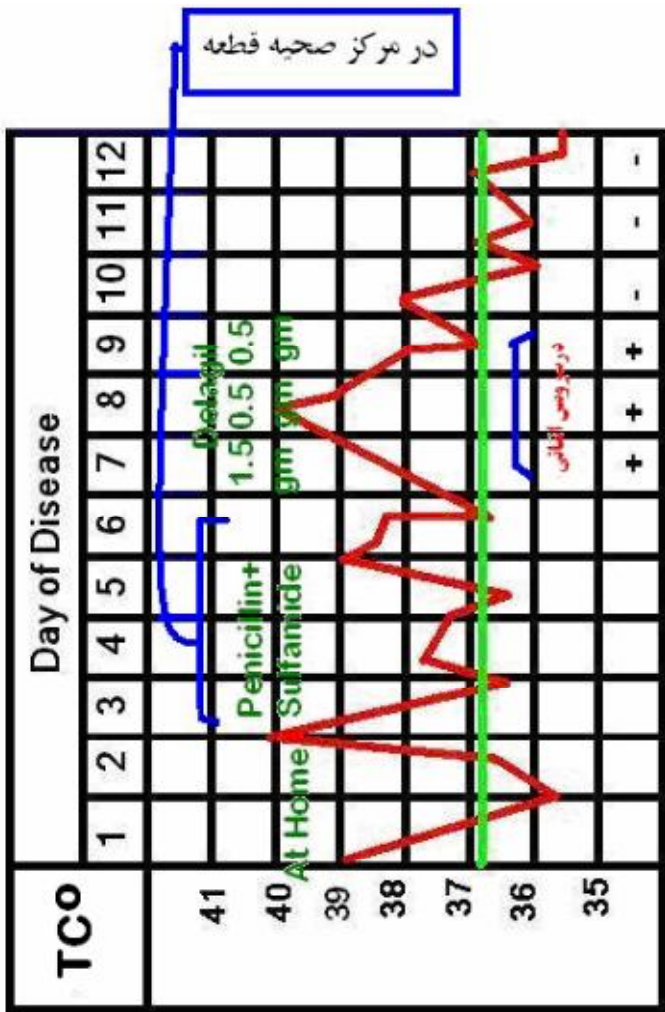 در مرکز صحیه قطعه
TC° Day of Disease
1 2 3 4 5 6 7 8 9 10 11 12
41
40
39
38
37
36
35
At Home
Penicillin+
Sulfamide
Delagil
1.5 0.5 0.5
gm gm gm
درسرویس انتانی
+ + + - - -